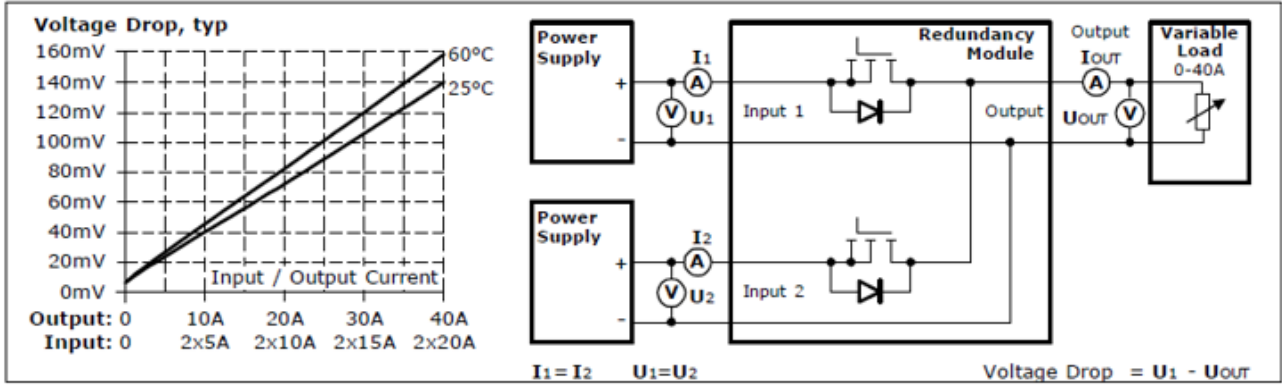 Voltage Drop, typ
160mV
140mV
120mV
100mV
80mV
60mV
40mV
20mV
0mV
60ºC
25ºC
Input / Output Current
Output: 0 10A 20A 30A 40A
Input: 0 2x5A 2x10A 2x15A 2x20A
Power Supply
+
-
I1
A
V
U1
Input 1
Redundancy Module
Output
Output
IOUT
A
UOUT
V
Variable Load
0-40A
Power Supply
+
-
I2
A
V
U2
Input 2
I1=I2 U1=U2
Voltage Drop = U1 - UOUT